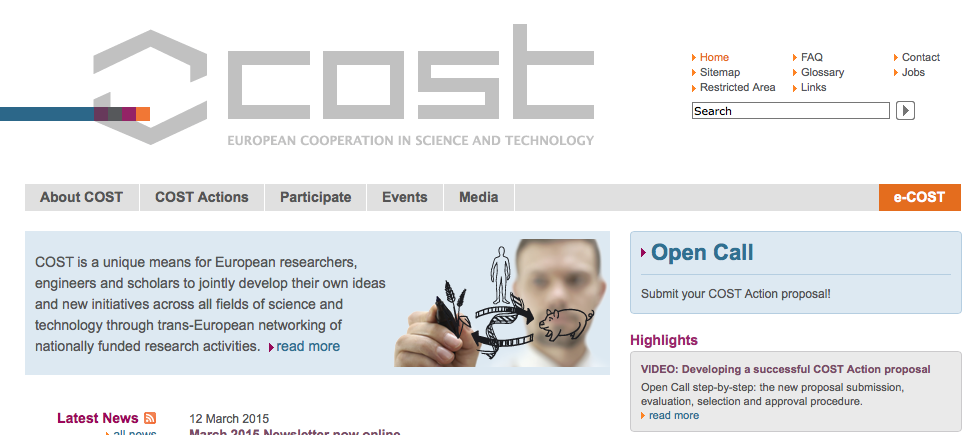 cost
EUROPEAN COOPERATION IN SCIENCE AND TECHNOLOGY
Home
Sitemap
Restricted Area
FAQ
Glossary
Links
Contact
Jobs
Search
About COST
COST Actions
Participate
Events
Media
e-COST
COST is a unique means for European researchers,
engineers and scholars to jointly develop their own ideas
and new initiatives across all fields of science and
technology through trans-European networking of
nationally funded research activities. read more
Open Call
Submit your COST Action proposal!
Highlights
VIDEO: Developing a successful COST Action proposal
Open Call step-by-step: the new proposal submission,
evaluation, selection and approval procedure.
read more
Latest News
all news
12 March 2015
March 2015 Newsletter now online